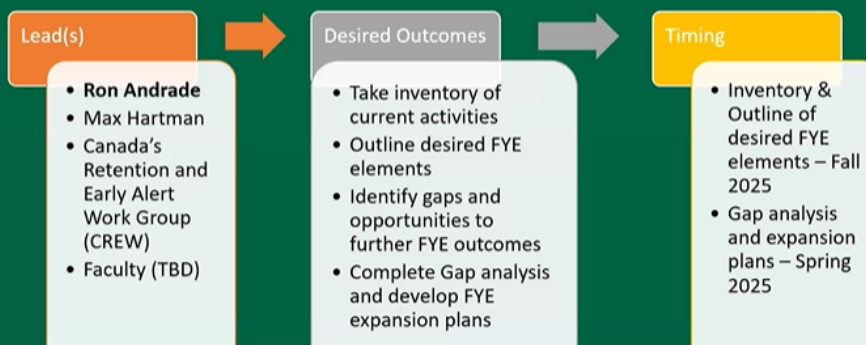 Lead(s)
• Ron Andrade
• Max Hartman
• Canada's
Retention and
Early Alert
Work Group
(CREW)
• Faculty (TBD)
Desired Outcomes
• Take inventory of
current activities
• Outline desired FYE
elements
• Identify gaps and
opportunities to
further FYE outcomes
• Complete Gap analysis
and develop FYE
expansion plans
Timing
• Inventory &
Outline of
desired FYE
elements – Fall
2025
• Gap analysis
and expansion
plans – Spring
2025